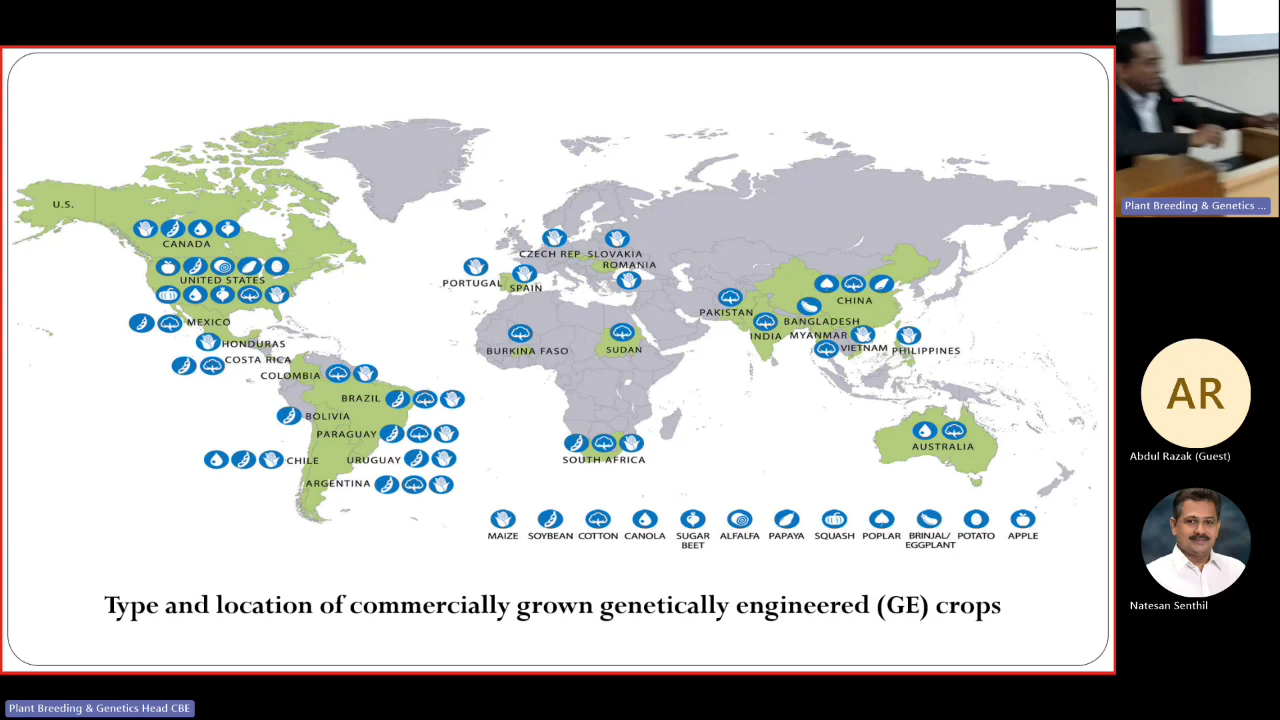 U.S.
CANADA
UNITED STATES
MEXICO
HONDURAS
COSTA RICA
COLOMBIA
BRAZIL
BOLIVIA
PARAGUAY
CHILE
URUGUAY
ARGENTINA
CZECH REP.
SLOVAKIA
ROMANIA
PORTUGAL
SPAIN
BURKINA FASO
SUDAN
SOUTH AFRICA
PAKISTAN
INDIA
BANGLADESH
CHINA
MYANMAR
VIETNAM
PHILIPPINES
AUSTRALIA
MAIZE
SOYBEAN
COTTON
CANOLA
SUGAR
BEET
ALFALFA
PAPAYA
SQUASH
POPLAR
BRINJAL/
EGGPLANT
POTATO
APPLE
Type and location of commercially grown genetically engineered (GE) crops
Plant Breeding & Genetics ...
AR
Abdul Razak (Guest)
Natesan Senthil
Plant Breeding & Genetics Head CBE